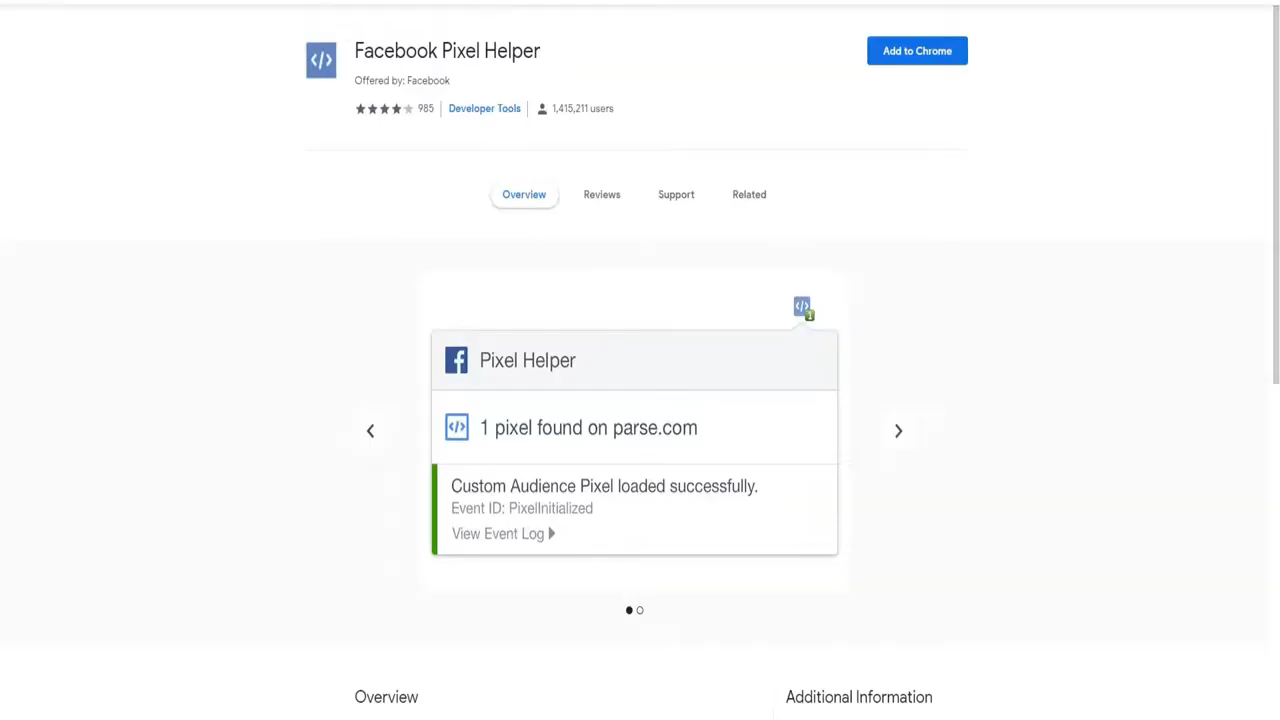 Facebook Pixel Helper
Add to Chrome
Offered by: Facebook
985 Developer Tools 1,415,211 users
Overview Reviews Support Related
Pixel Helper
1 pixel found on parse.com
Custom Audience Pixel loaded successfully.
Event ID: PixelInitialized
View Event Log
Overview Additional Information